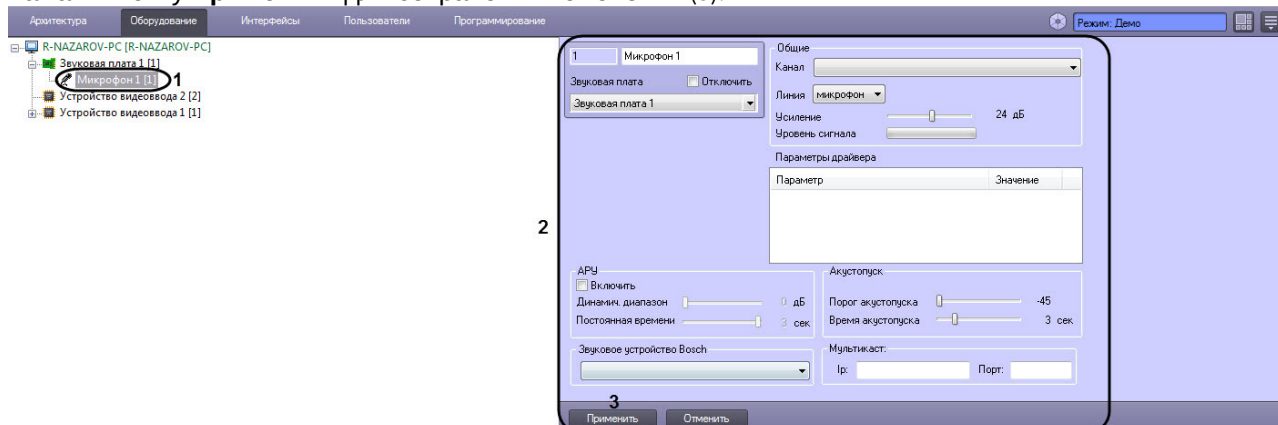 Архитектура Оборудование Интерфейсы Пользователи Программирование Режим: Демо
R-NAZAROV-PC [R-NAZAROV-PC]
Звуковая плата 1 [1]
Микрофон 1 [1] 1
Устройство видеоввода 2 [2]
Устройство видеоввода 1 [1]
2
1 Микрофон 1
Звуковая плата Отключить
Звуковая плата 1
Общие
Канал
Линия микрофон
Усиление 24 дБ
Уровень сигнала
Параметры драйвера
Параметр Значение
АРУ
Включить
Динамич. диапазон 0 дБ
Постоянная времени 3 сек
Акустопуск
Порог акустопуска -45
Время акустопуска 3 сек
Звуковое устройство Bosch
Мультикаст:
Ip: Порт:
3
Применить Отменить